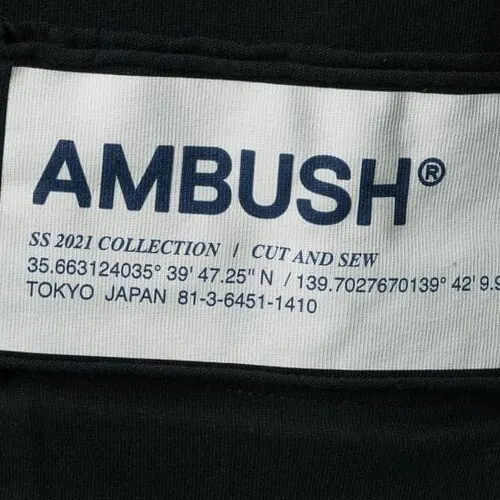 AMBUSH®
SS 2021 COLLECTION / CUT AND SEW
35.663124035° 39' 47.25" N / 139.7027670139° 42' 9.9
TOKYO JAPAN 81-3-6451-1410